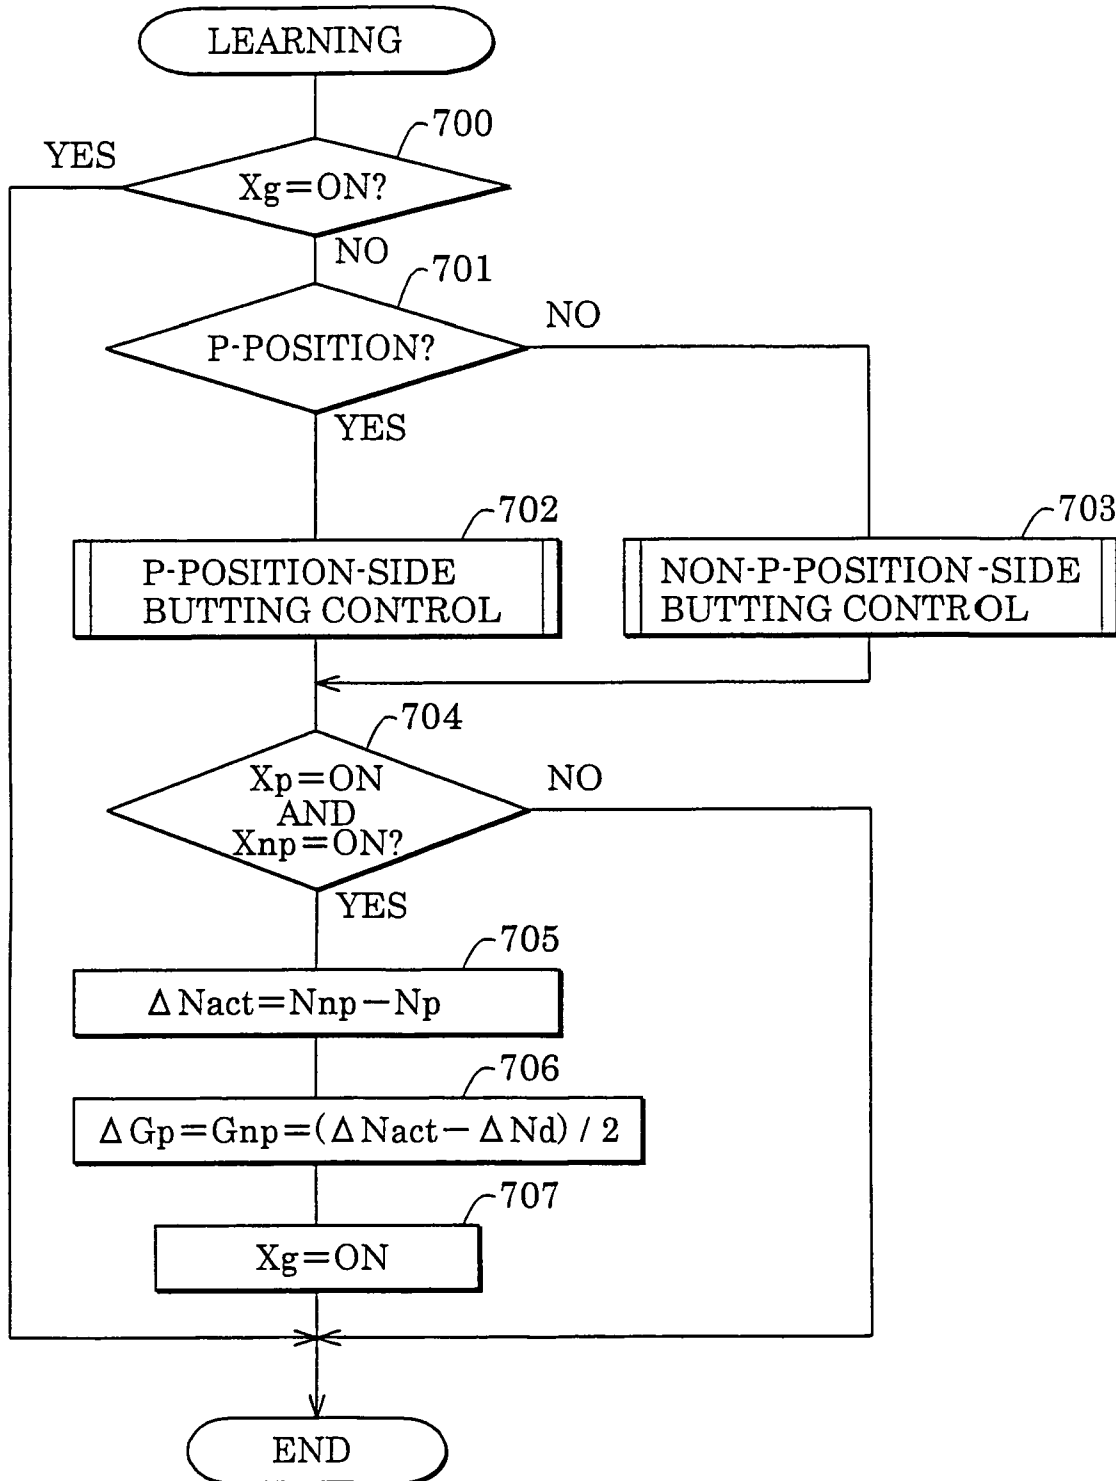 LEARNING
700
YES
Xg=ON?
NO
701
P-POSITION?
NO
YES
702
703
P-POSITION-SIDE
BUTTING CONTROL
NON-P-POSITION-SIDE
BUTTING CONTROL
704
Xp=ON
AND
Xnp=ON?
NO
YES
705
ΔNact=Nnp−Np
706
ΔGp=Gnp=(ΔNact−ΔNd) / 2
707
Xg=ON
END